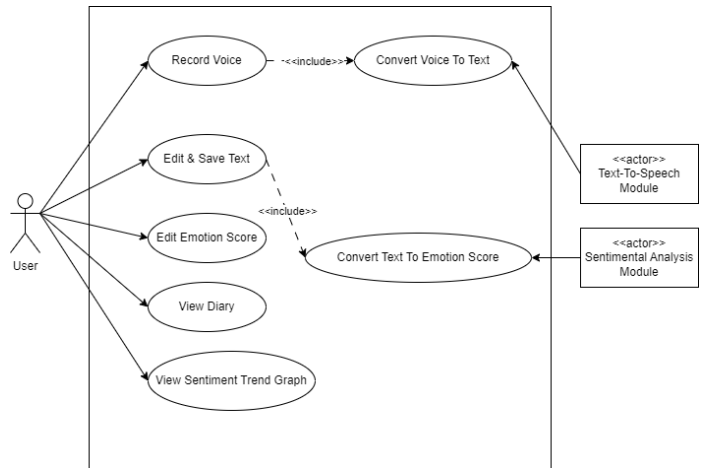 Record Voice
<<include>>
Convert Voice To Text
Edit & Save Text
<<actor>>
Text-To-Speech
Module
<<include>>
Edit Emotion Score
Convert Text To Emotion Score
<<actor>>
Sentimental Analysis
Module
User
View Diary
View Sentiment Trend Graph